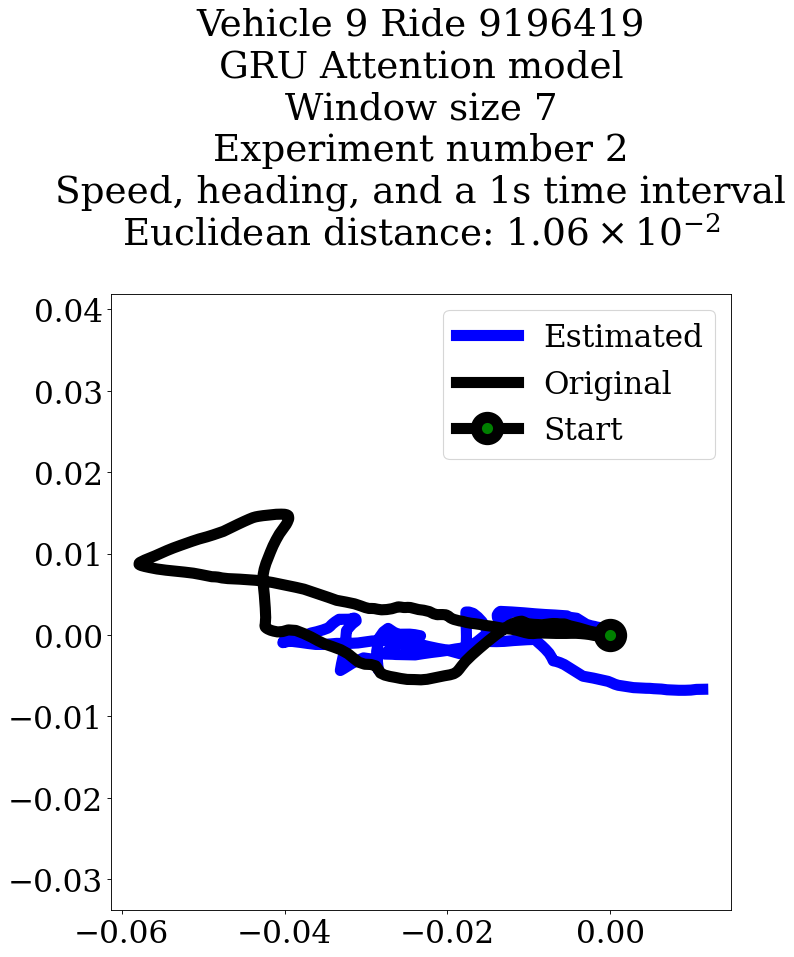 Vehicle 9 Ride 9196419
GRU Attention model
Window size 7
Experiment number 2
Speed, heading, and a 1s time interval
Euclidean distance: 1.06 × 10⁻²
Estimated
Original
Start
0.04
0.03
0.02
0.01
0.00
−0.01
−0.02
−0.03
−0.06
−0.04
−0.02
0.00